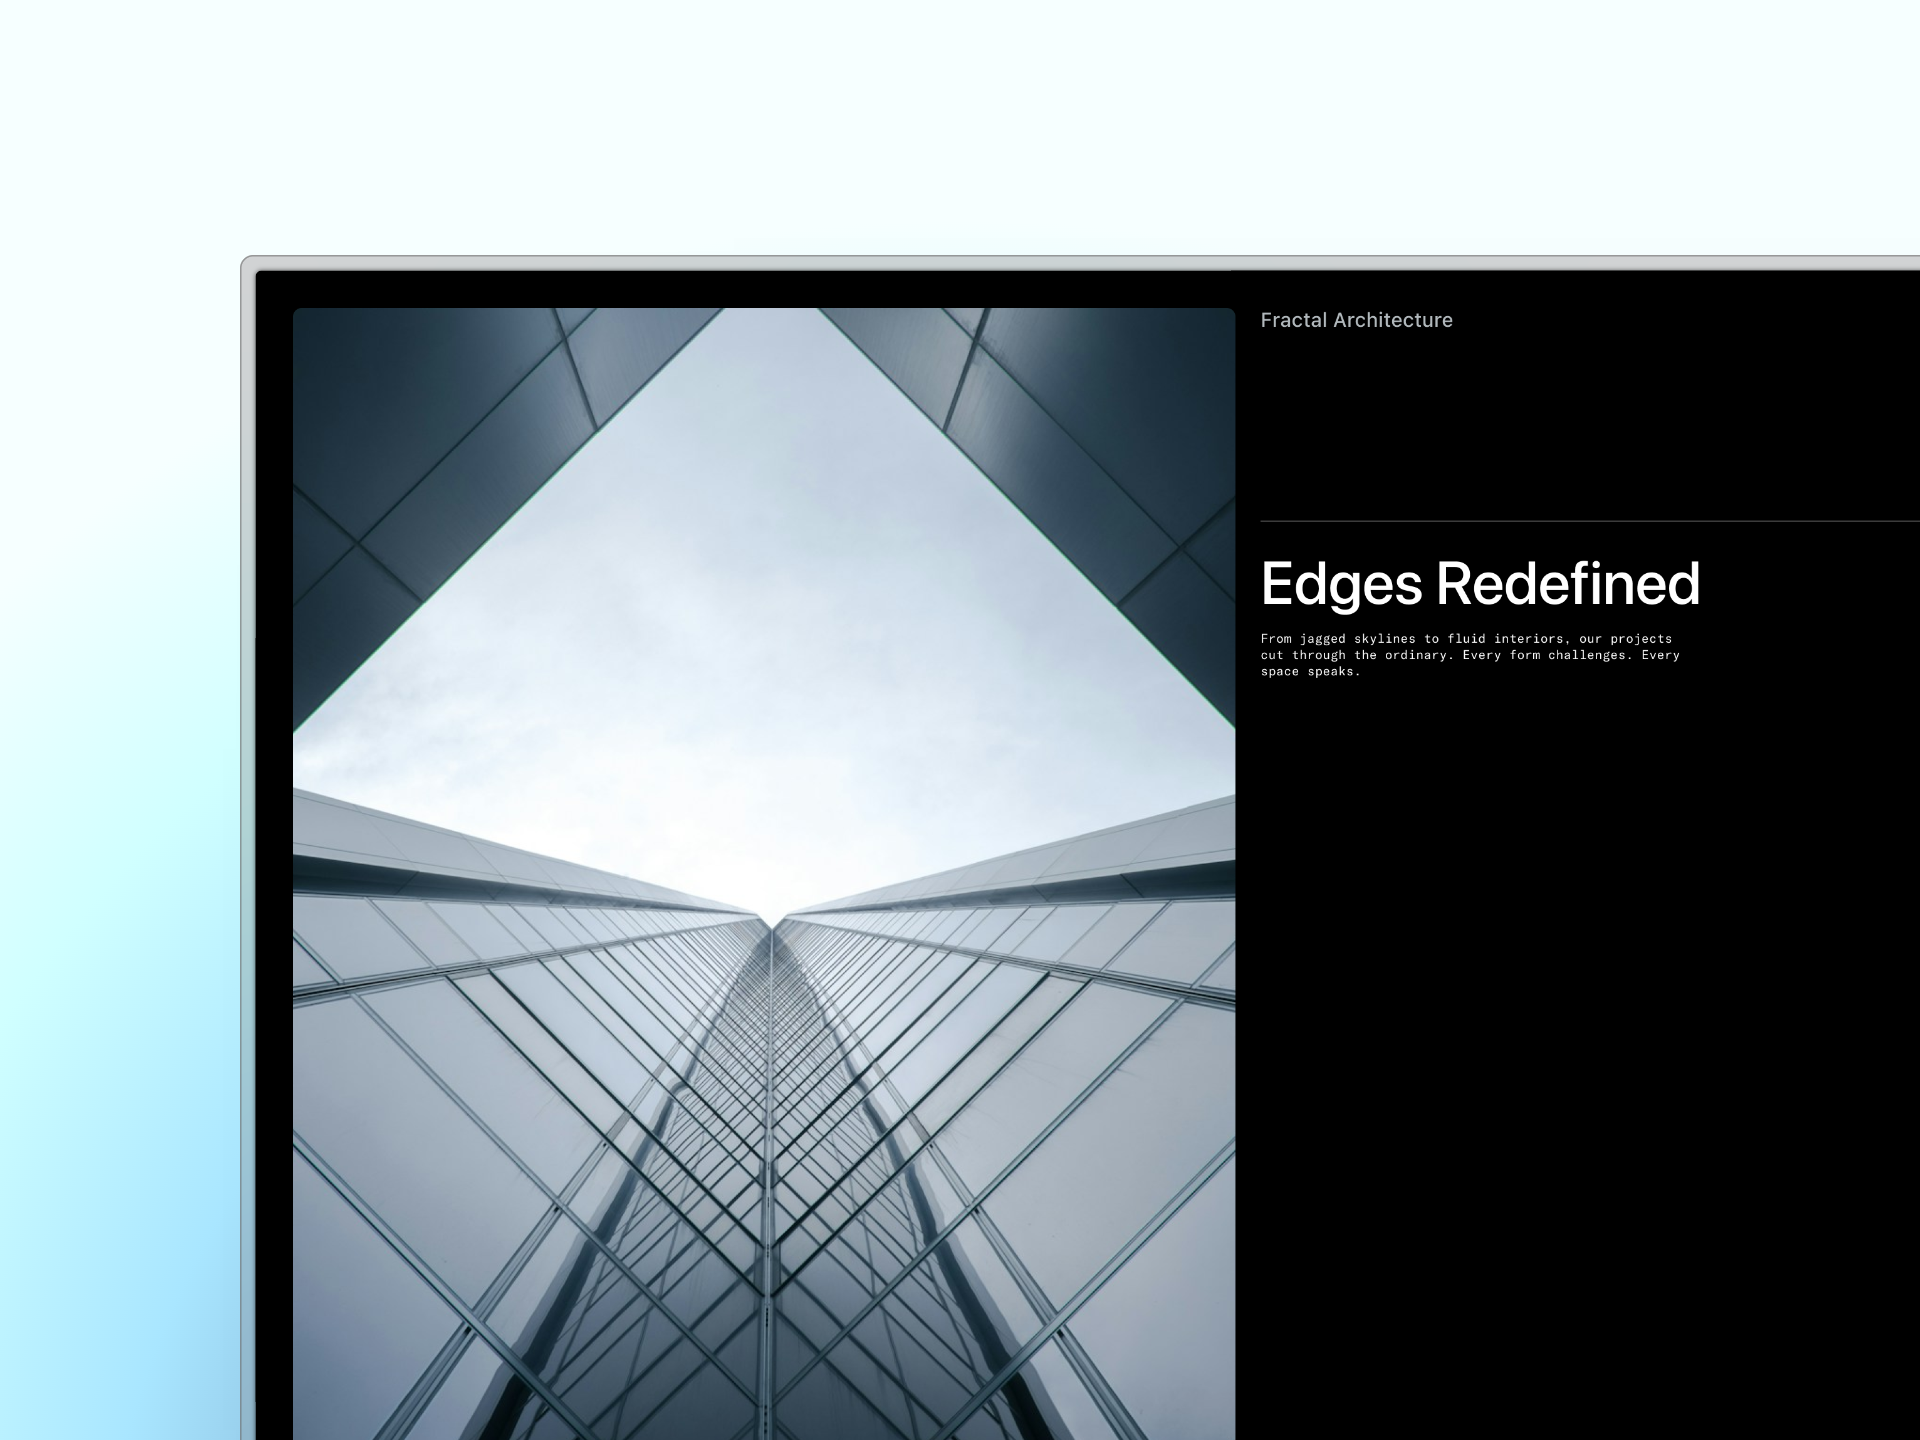 Fractal Architecture
Edges Redefined
From jagged skylines to fluid interiors, our projects
cut through the ordinary. Every form challenges. Every
space speaks.